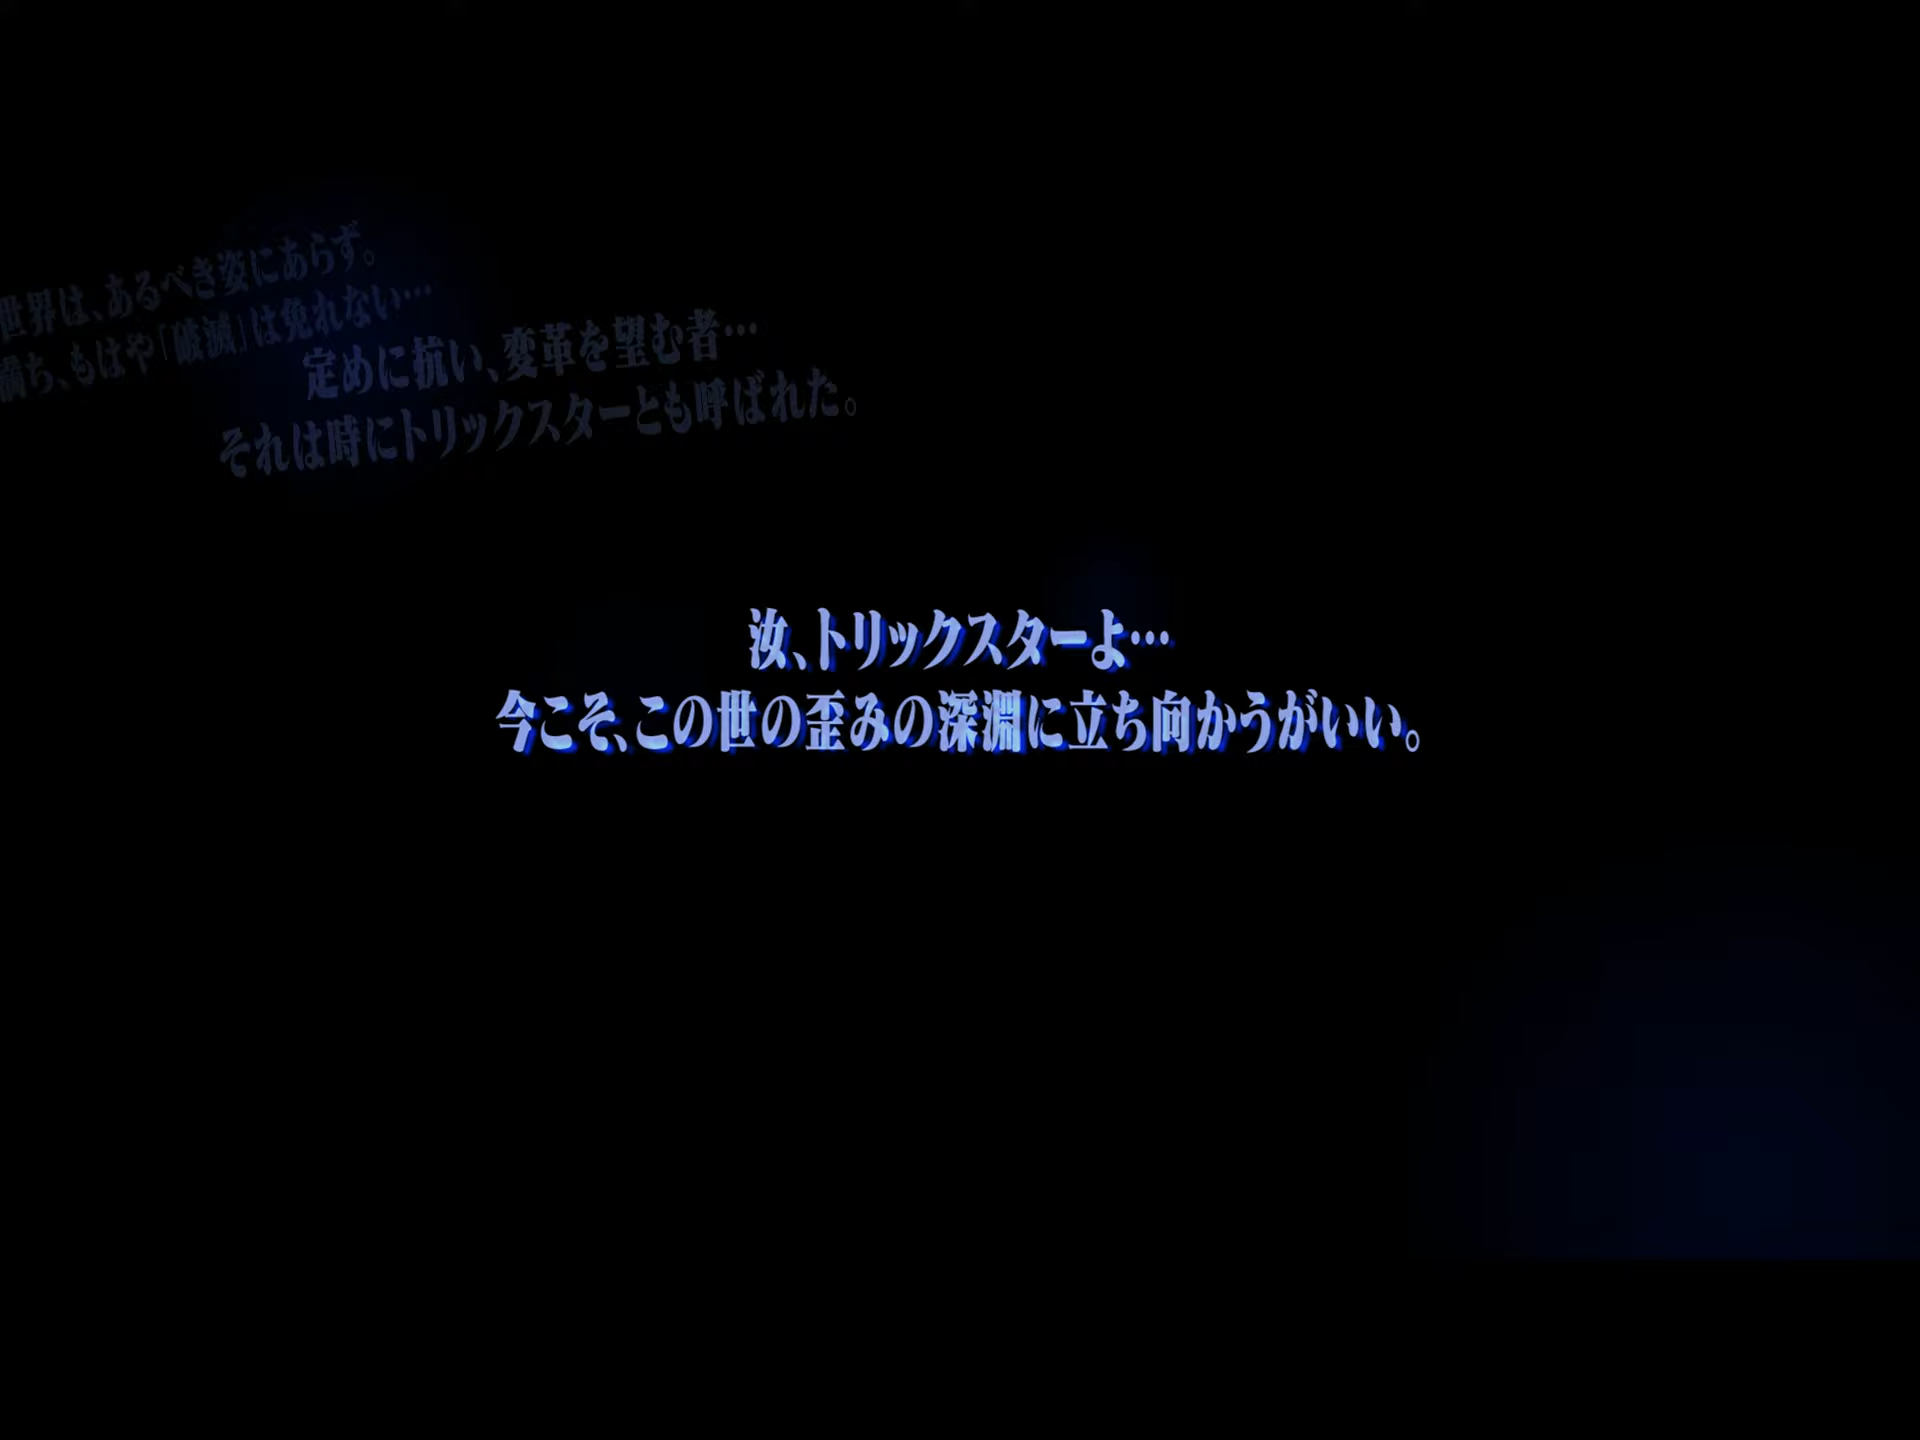 世界は、あるべき姿にあらず。
満ち、もはや「破滅」は免れない…
定めに抗い、変革を望む者…
それは時にトリックスターとも呼ばれた。
汝、トリックスターよ…
今こそ、この世の歪みの深淵に立ち向かうがいい。